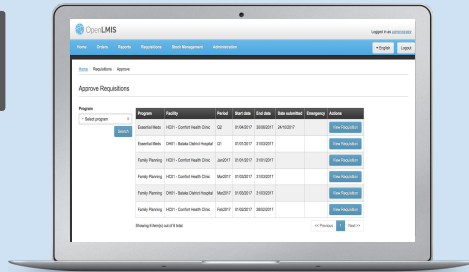 OpenLMIS
Logged in as administrator
Home Orders Reports Requisitions Stock Management Administration
English Logout
Home / Requisitions / Approve
Approve Requisitions
Program
Select program
Search
Program Facility Period Start date End date Date submitted Emergency Actions
Essential Meds HC01 - Comfort Health Clinic Q2 01/04/2017 30/06/2017 24/10/2017 View Requisition
Essential Meds DH01 - Balaka District Hospital Q1 01/01/2017 31/03/2017 View Requisition
Family Planning HC01 - Comfort Health Clinic Jan2017 01/01/2017 31/01/2017 View Requisition
Family Planning HC01 - Comfort Health Clinic Mar2017 01/03/2017 31/03/2017 View Requisition
Family Planning DH01 - Balaka District Hospital Mar2017 01/03/2017 31/03/2017 View Requisition
Family Planning HC01 - Comfort Health Clinic Feb2017 01/02/2017 28/02/2017 View Requisition
Showing 6 item(s) out of 6 total
<< Previous 1 Next >>